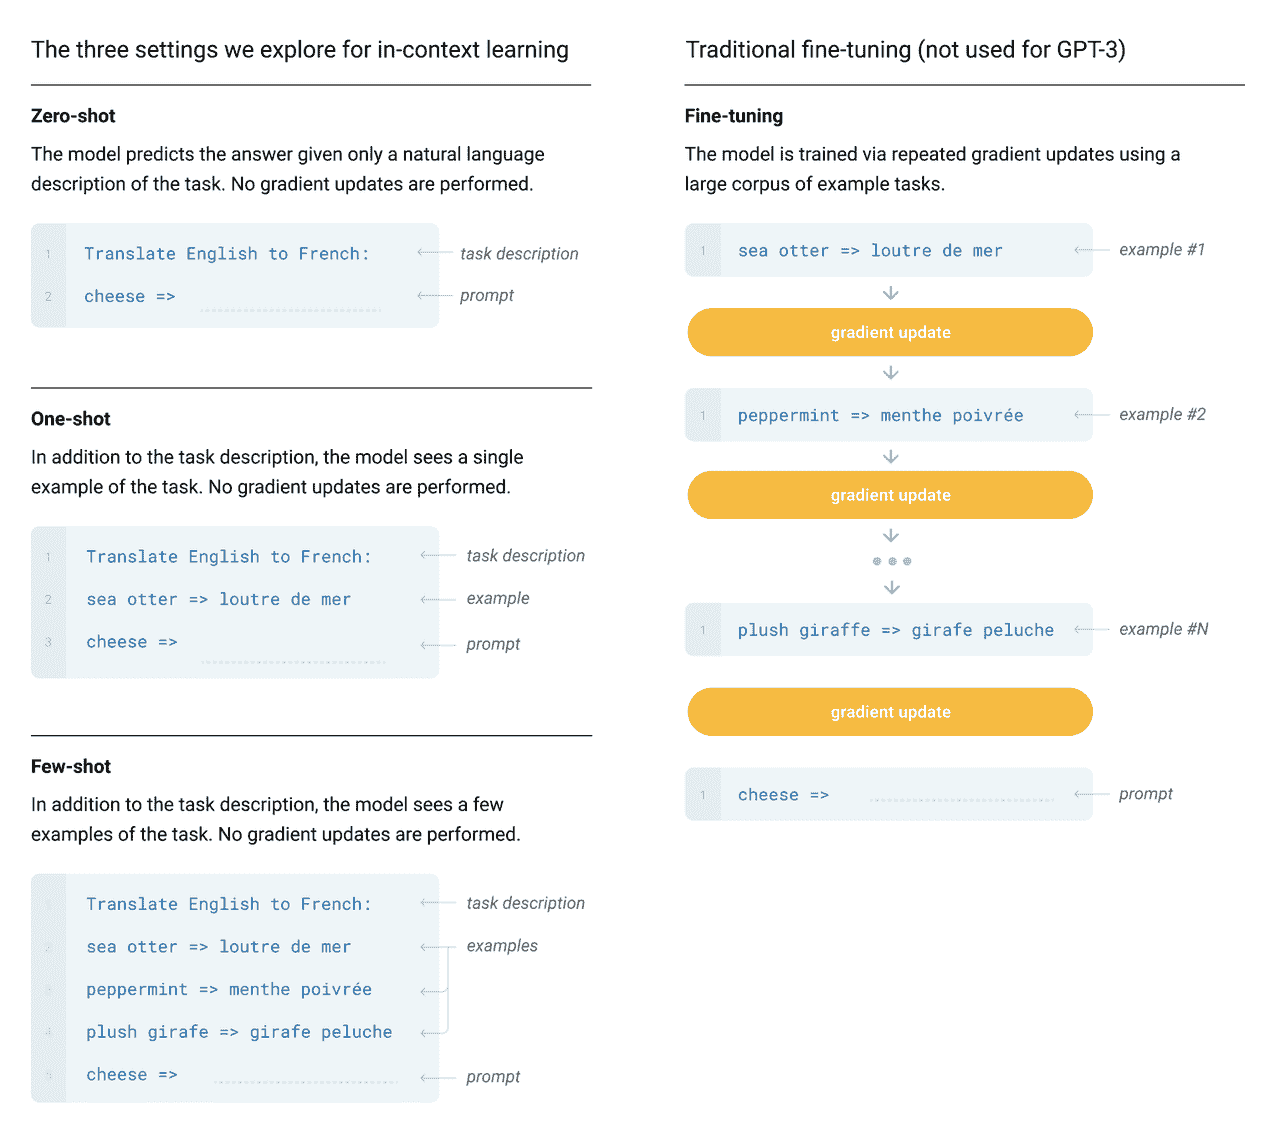 The three settings we explore for in-context learning
Zero-shot
The model predicts the answer given only a natural language
description of the task. No gradient updates are performed.
1 Translate English to French: task description
2 cheese => prompt
One-shot
In addition to the task description, the model sees a single
example of the task. No gradient updates are performed.
1 Translate English to French: task description
2 sea otter => loutre de mer example
3 cheese => prompt
Few-shot
In addition to the task description, the model sees a few
examples of the task. No gradient updates are performed.
1 Translate English to French: task description
2 sea otter => loutre de mer examples
3 peppermint => menthe poivrée
4 plush girafe => girafe peluche
5 cheese => prompt
Traditional fine-tuning (not used for GPT-3)
Fine-tuning
The model is trained via repeated gradient updates using a
large corpus of example tasks.
1 sea otter => loutre de mer example #1
gradient update
1 peppermint => menthe poivrée example #2
gradient update
1 plush giraffe => girafe peluche example #N
gradient update
1 cheese => prompt